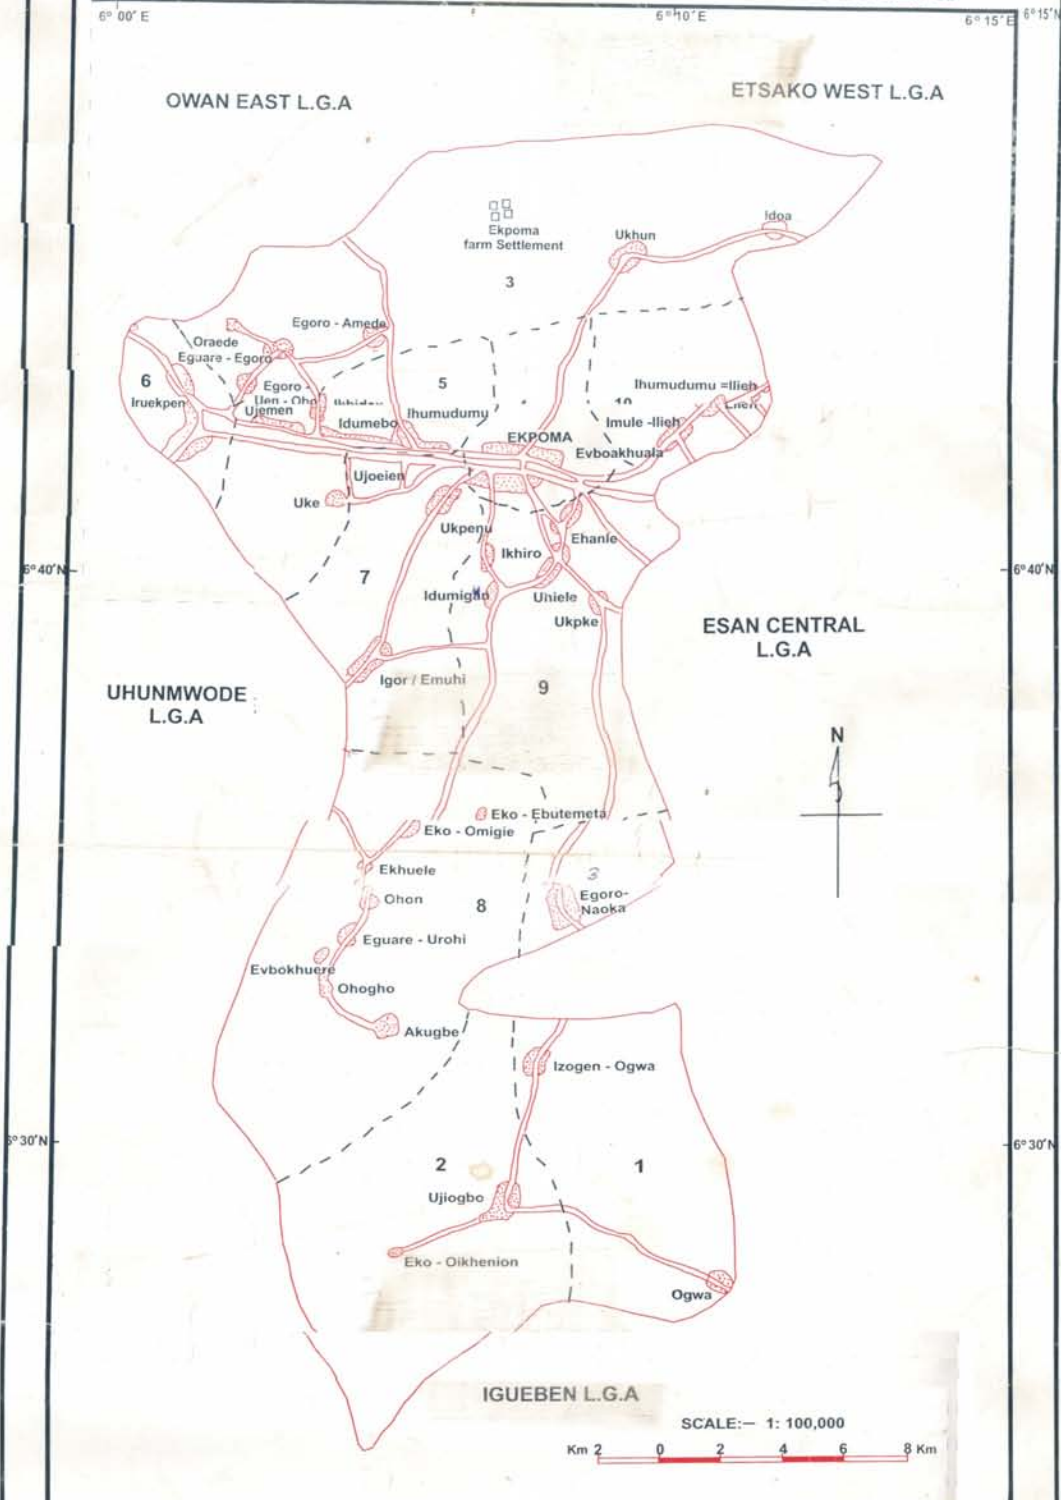 6° 00' E
6° 10' E
6° 15' E
6° 15' N
OWAN EAST L.G.A
ETSAKO WEST L.G.A
Ekpoma
farm Settlement
Ukhun
Idoa
3
Egoro - Amede
Oraede
Eguare - Egoro
6
Iruekpen
Egoro -
Ujemen
5
Idumebo
Ihumudumu
Ihumudumu =Ilieh
10
Imule -Ilieh
EKPOMA
Evboakhuala
Ujoeien
Uke
Ukpenu
Ikhiro
Ehanle
7
Idumigun
Uhiele
Ukpke
6° 40' N
6° 40' N
ESAN CENTRAL
L.G.A
UHUNMWODE
L.G.A
Igor / Emuhi
9
N
Eko - Ebutemeta
Eko - Omigie
Ekhuele
3
Egoro-
Naoka
Ohon
8
Eguare - Urohi
Evbokhuere
Ohogho
Akugbe
Izogen - Ogwa
6° 30' N
6° 30' N
2
1
Ujiogbo
Eko - Oikhenion
Ogwa
IGUEBEN L.G.A
SCALE:– 1: 100,000
Km 2 0 2 4 6 8 Km